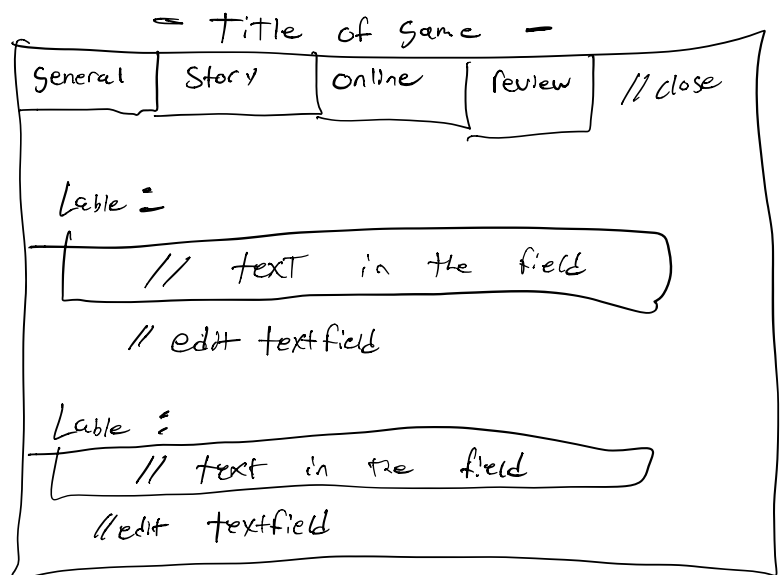 - Title of game -
General Story Online review // close
Lable :
// text in the field
// edit textfield
Lable :
// text in the field
// edit textfield